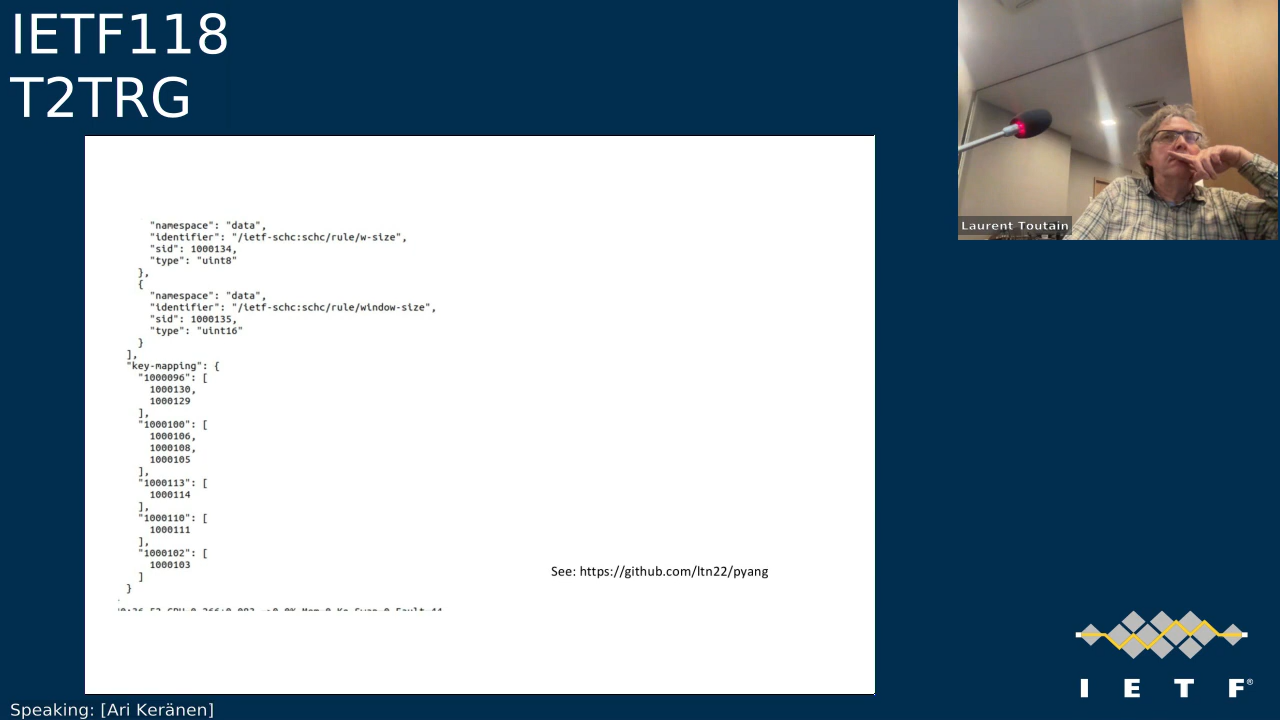 IETF118
T2TRG
"namespace": "data",
"identifier": "/ietf-schc:schc/rule/w-size",
"sid": 1000134,
"type": "uint8"
},
{
"namespace": "data",
"identifier": "/ietf-schc:schc/rule/window-size",
"sid": 1000135,
"type": "uint16"
}
],
"key-mapping": {
"1000096": [
1000130,
1000129
],
"1000100": [
1000106,
1000108,
1000105
],
"1000113": [
1000114
],
"1000110": [
1000111
],
"1000102": [
1000103
]
}
See: https://github.com/ltn22/pyang
Laurent Toutain
I E T F®
Speaking: [Ari Keränen]